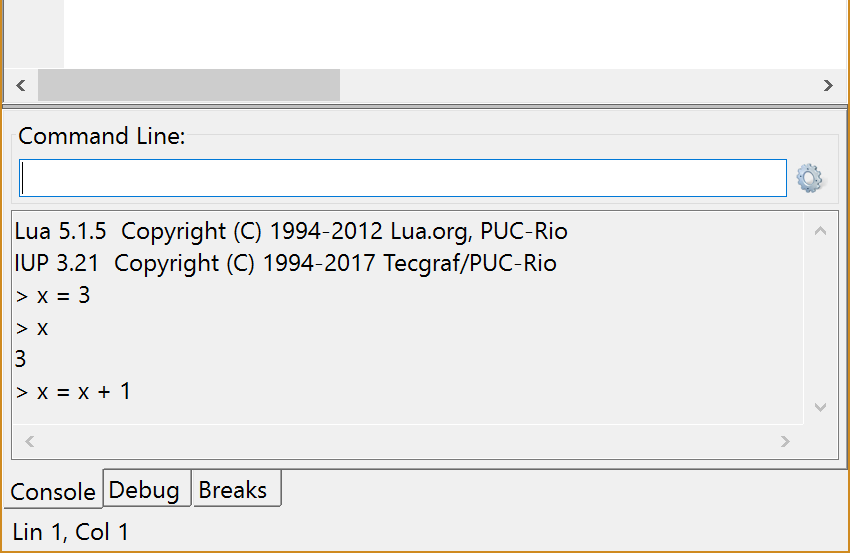 Command Line:
Lua 5.1.5  Copyright (C) 1994-2012 Lua.org, PUC-Rio
IUP 3.21  Copyright (C) 1994-2017 Tecgraf/PUC-Rio
> x = 3
> x
3
> x = x + 1
Console Debug Breaks
Lin 1, Col 1